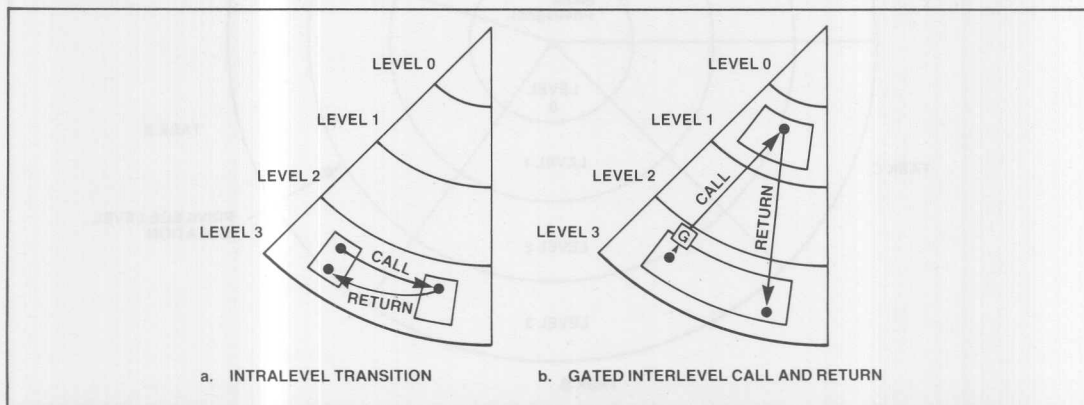 LEVEL 0
LEVEL 1
LEVEL 2
LEVEL 3
CALL
RETURN
a. INTRALEVEL TRANSITION
LEVEL 0
LEVEL 1
LEVEL 2
LEVEL 3
CALL
G
RETURN
b. GATED INTERLEVEL CALL AND RETURN